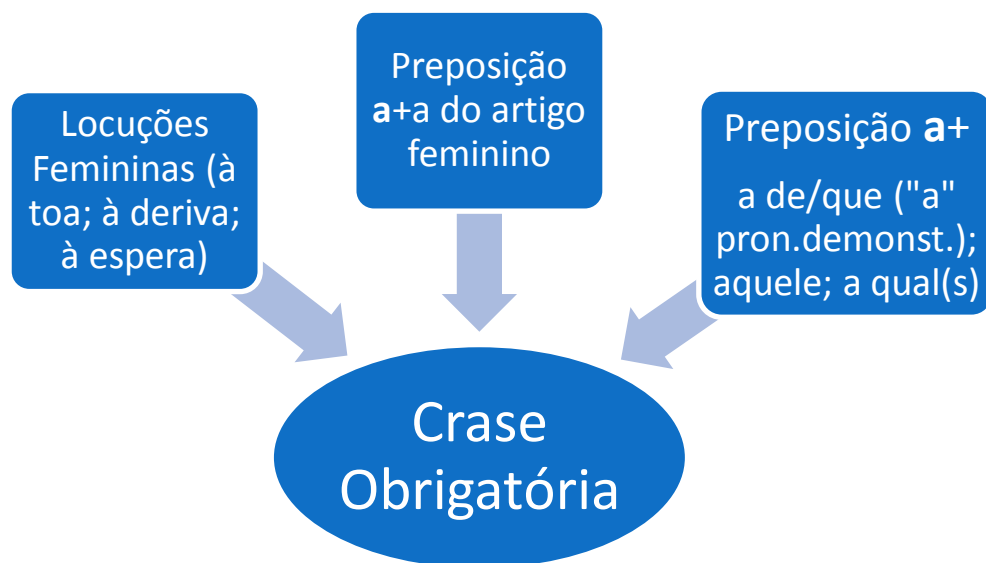 Locuções
Femininas (à
toa; à deriva;
à espera)
Preposição
a+a do artigo
feminino
Preposição a+
a de/que ("a"
pron.demonst.);
aquele; a qual(s)
Crase
Obrigatória